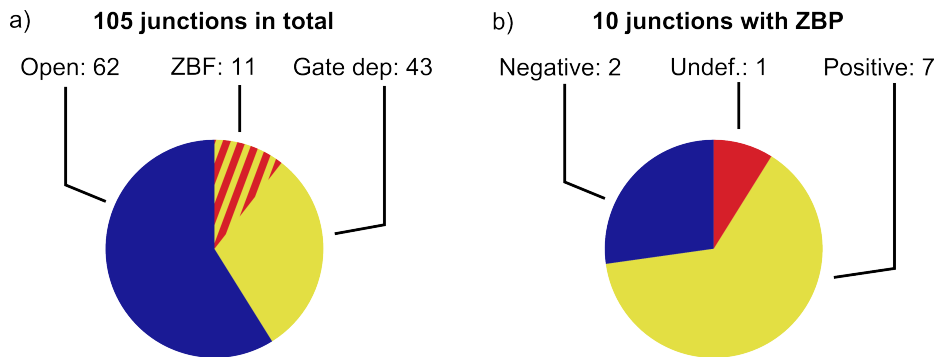 a) 105 junctions in total
Open: 62 ZBF: 11 Gate dep: 43
b) 10 junctions with ZBP
Negative: 2 Undef.: 1 Positive: 7